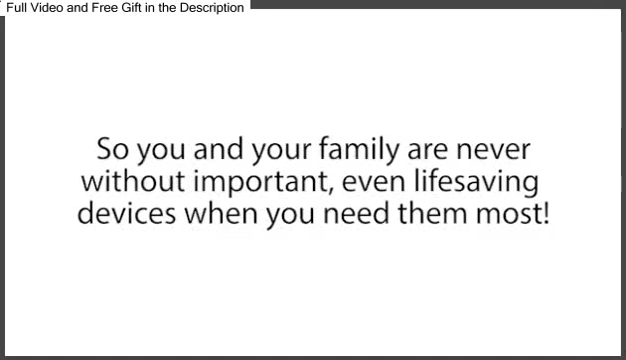 Full Video and Free Gift in the Description
So you and your family are never
without important, even lifesaving
devices when you need them most!